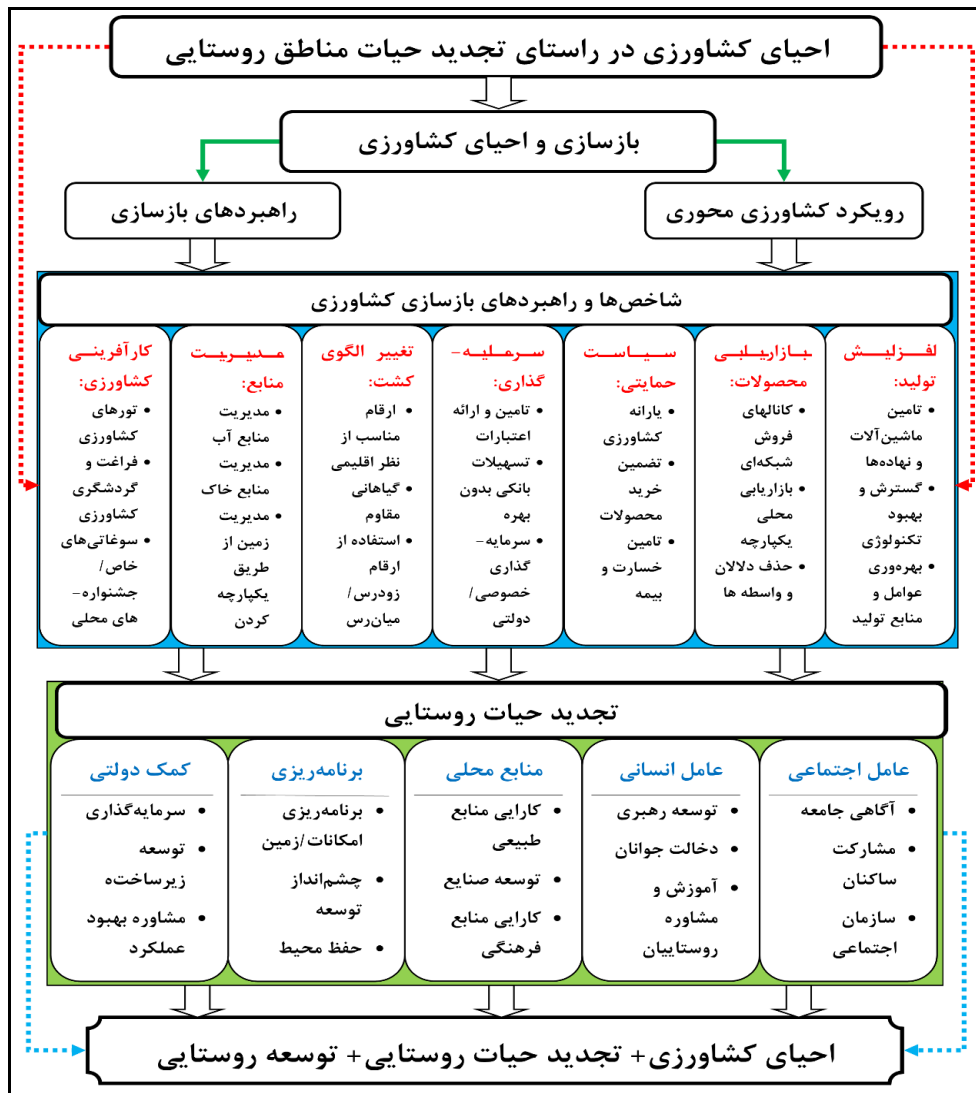 احیای کشاورزی در راستای تجدید حیات مناطق روستایی
بازسازی و احیای کشاورزی
رویکرد کشاورزی محوری
راهبردهای بازسازی
شاخص‌ها و راهبردهای بازسازی کشاورزی
لفـزلیـش
تولید:
• تامین
ماشین‌آلات
و نهاده‌ها
• گسترش و
بهبود
تکنولوژی
• بهره‌وری
عوامل و
منابع تولید
بـازاریـلبـی
محصولات:
• کانالهای
فروش
شبکه‌ای
• بازاریابی
محلی
یکپارچه
• حذف دلالان
و واسطه ها
سیـاسـت
حمایتی:
• یارانه
کشاورزی
• تضمین
خرید
محصولات
• تامین
خسارت و
بیمه
سـرمـلیـه-
گذاری:
• تامین و ارائه
اعتبارات
• تسهیلات
بانکی بدون
بهره
• سرمایه-
گذاری
خصوصی/
دولتی
تغییر الگوی
کشت:
• ارقام
مناسب از
نظر اقلیمی
• گیاهانی
مقاوم
• استفاده از
ارقام
زودرس/
میان‌رس
مـدیـریـت
منابع:
• مدیریت
منابع آب
• مدیریت
منابع خاک
• مدیریت
زمین از
طریق
یکپارچه
کردن
کارآفرینـی
کشاورزی:
• تورهای
کشاورزی
• فراغت و
گردشگری
کشاورزی
• سوغاتی‌های
خاص/
جشنواره-
های محلی
تجدید حیات روستایی
عامل اجتماعی
• آگاهی جامعه
• مشارکت
ساکنان
• سازمان
اجتماعی
عامل انسانی
• توسعه رهبری
• دخالت جوانان
• آموزش و
مشاوره
روستاییان
منابع محلی
• کارایی منابع
طبیعی
• توسعه صنایع
• کارایی منابع
فرهنگی
برنامه‌ریزی
• برنامه‌ریزی
امکانات/زمین
• چشم‌انداز
توسعه
• حفظ محیط
کمک دولتی
• سرمایه‌گذاری
• توسعه
زیرساخت‌ه
• مشاوره بهبود
عملکرد
احیای کشاورزی+ تجدید حیات روستایی+ توسعه روستایی